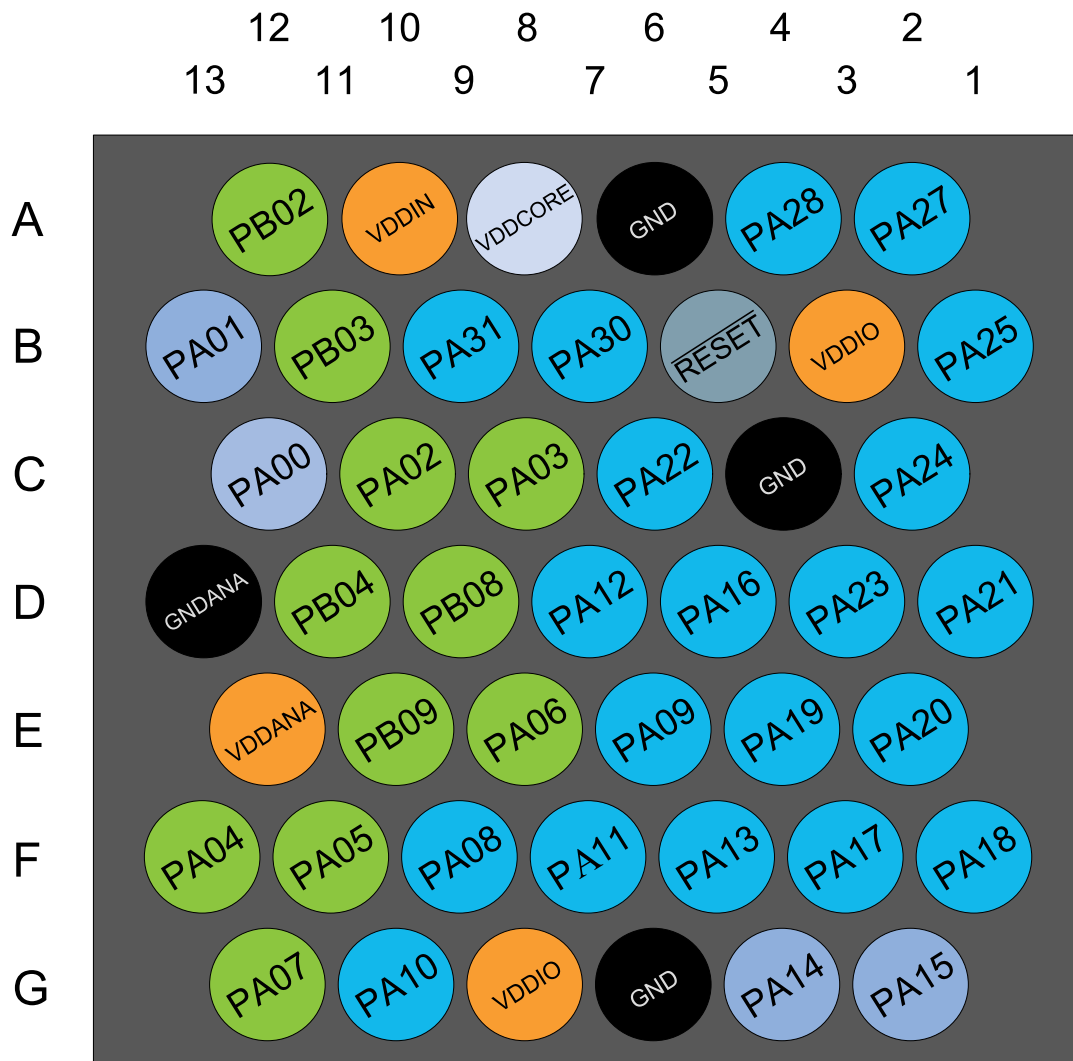 12 10 8 6 4 2
13 11 9 7 5 3 1
A PB02 VDDIN VDDCORE GND PA28 PA27
B PA01 PB03 PA31 PA30 RESET VDDIO PA25
C PA00 PA02 PA03 PA22 GND PA24
D GNDANA PB04 PB08 PA12 PA16 PA23 PA21
E VDDANA PB09 PA06 PA09 PA19 PA20
F PA04 PA05 PA08 PA11 PA13 PA17 PA18
G PA07 PA10 VDDIO GND PA14 PA15